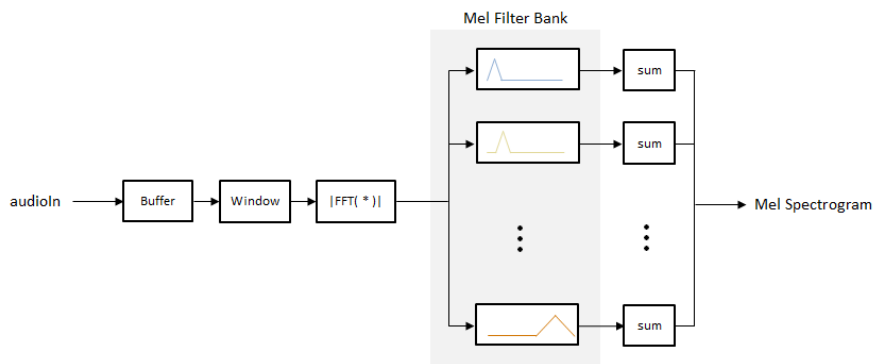 Mel Filter Bank
sum
sum
audioIn
Buffer
Window
|FFT( * )|
Mel Spectrogram
sum